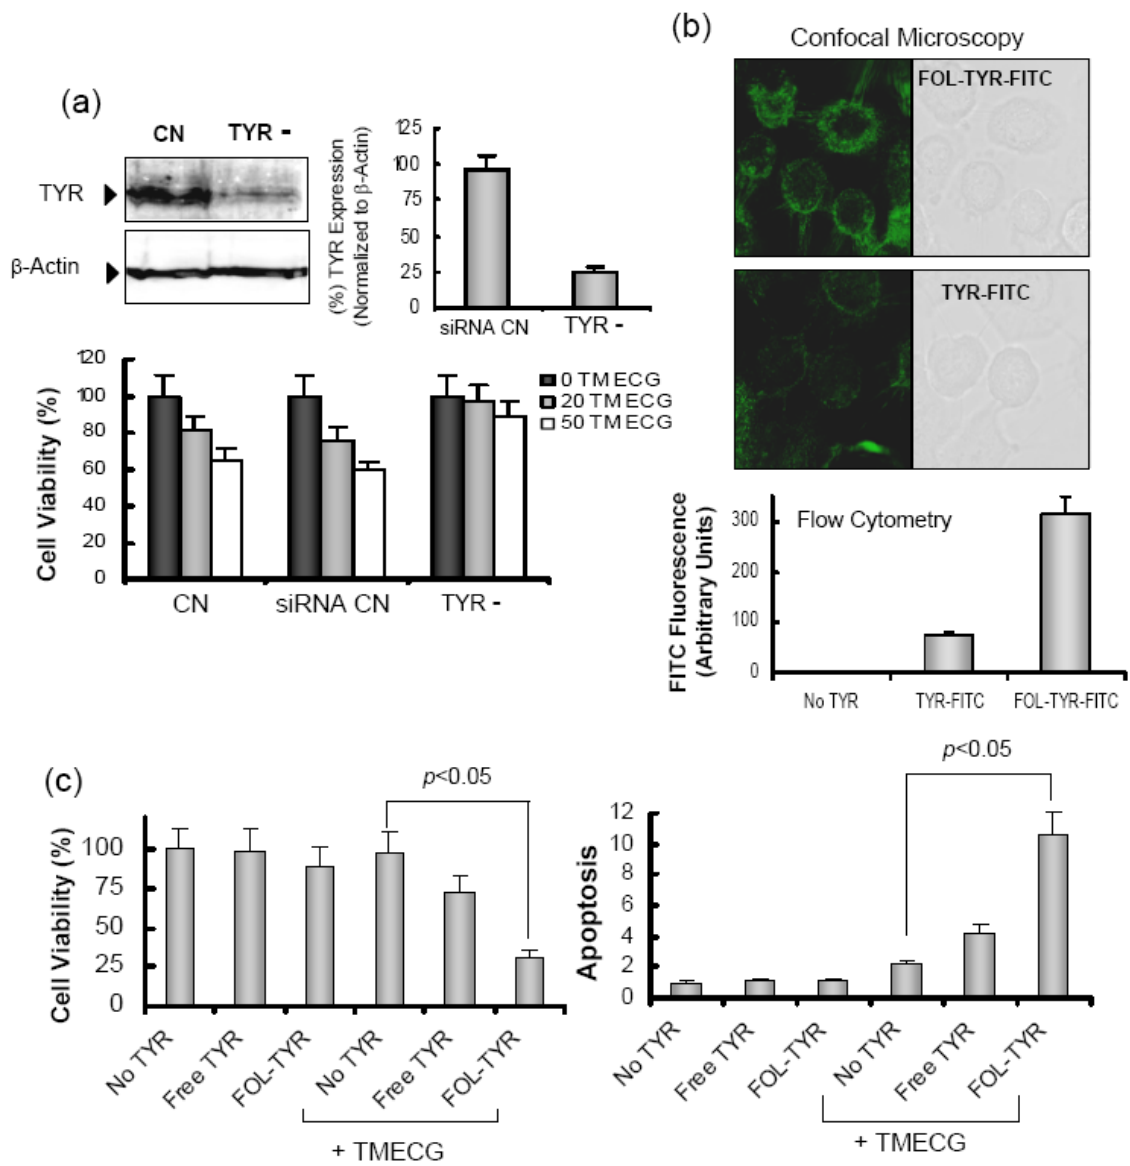 (a)
CN TYR -
TYR
β-Actin
(%) TYR Expression
(Normalized to β-Actin)
125
100
75
50
25
0
siRNA CN TYR -
Cell Viability (%)
120
100
80
60
40
20
0
CN siRNA CN TYR -
0 TMECG
20 TMECG
50 TMECG
(b)
Confocal Microscopy
FOL-TYR-FITC
TYR-FITC
Flow Cytometry
FITC Fluorescence
(Arbitrary Units)
300
200
100
0
No TYR TYR-FITC FOL-TYR-FITC
(c)
p<0.05
Cell Viability (%)
100
75
50
25
0
No TYR Free TYR FOL-TYR No TYR Free TYR FOL-TYR
+ TMECG
p<0.05
Apoptosis
12
10
8
6
4
2
0
No TYR Free TYR FOL-TYR No TYR Free TYR FOL-TYR
+ TMECG